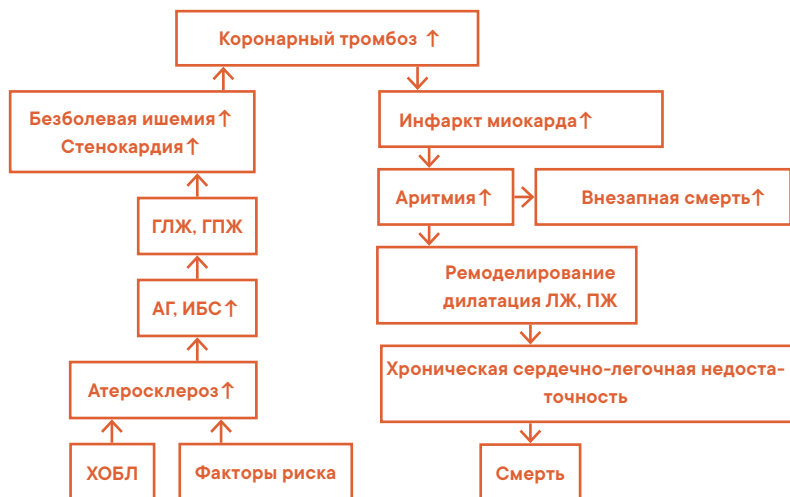 Коронарный тромбоз ↑
Безболевая ишемия↑
Стенокардия↑
Инфаркт миокарда↑
Аритмия↑
Внезапная смерть↑
ГЛЖ, ГПЖ
Ремоделирование
дилатация ЛЖ, ПЖ
АГ, ИБС↑
Хроническая сердечно-легочная недоста-
точность
Атеросклероз↑
ХОБЛ
Факторы риска
Смерть